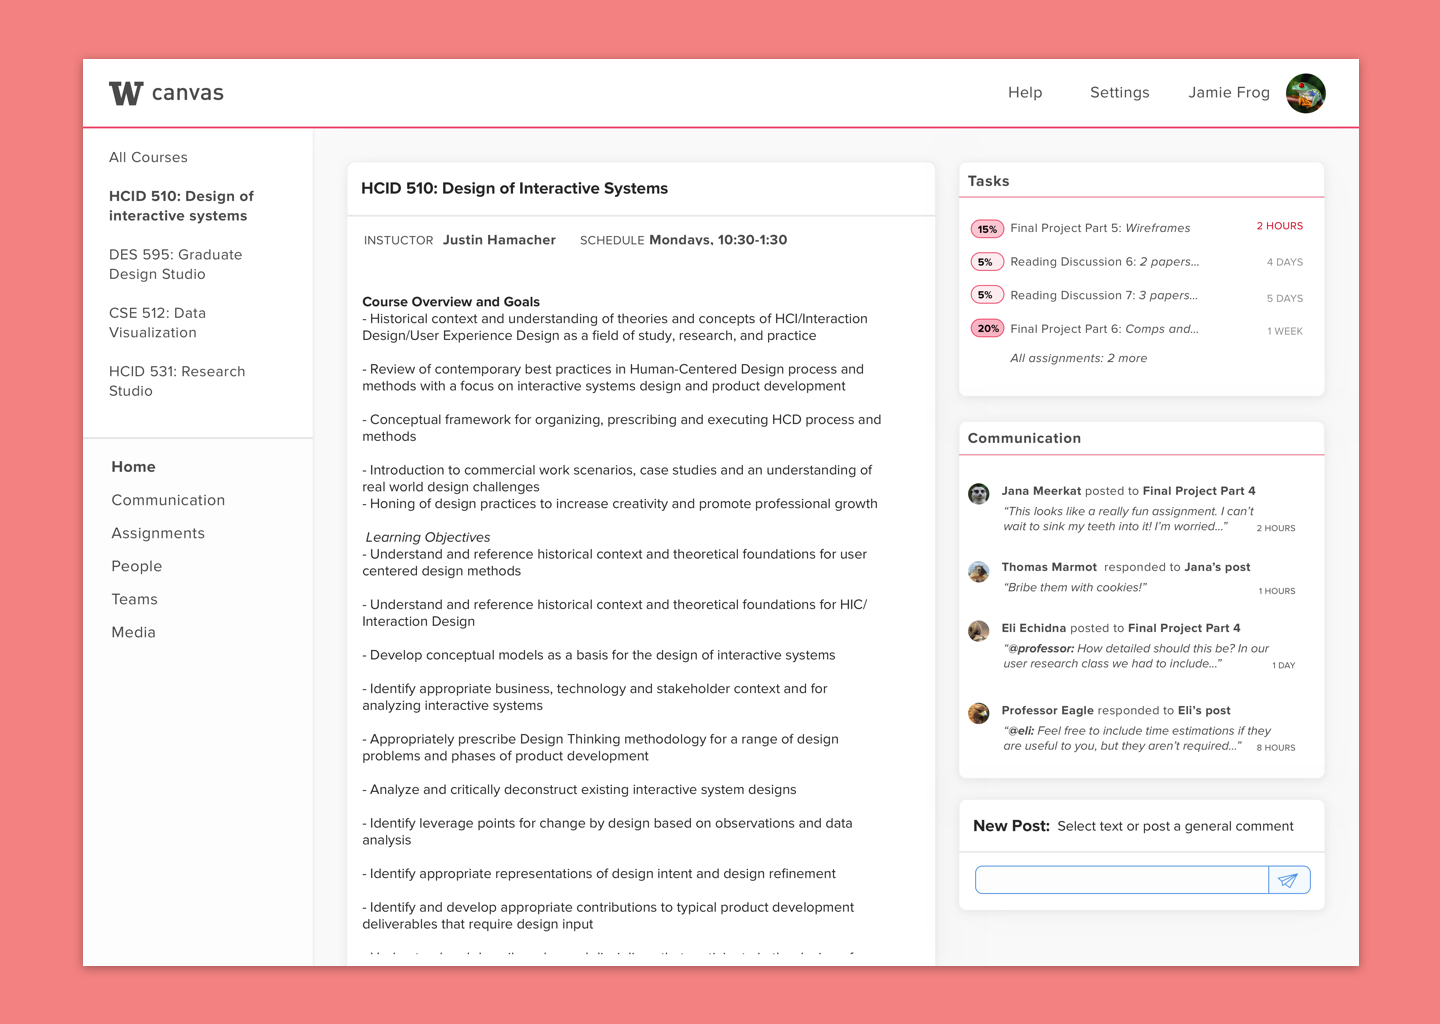 W canvas
Help
Settings
Jamie Frog
All Courses
HCID 510: Design of
interactive systems
DES 595: Graduate
Design Studio
CSE 512: Data
Visualization
HCID 531: Research
Studio
Home
Communication
Assignments
People
Teams
Media
HCID 510: Design of Interactive Systems
INSTUCTOR Justin Hamacher SCHEDULE Mondays, 10:30-1:30
Course Overview and Goals
- Historical context and understanding of theories and concepts of HCI/Interaction
Design/User Experience Design as a field of study, research, and practice
- Review of contemporary best practices in Human-Centered Design process and
methods with a focus on interactive systems design and product development
- Conceptual framework for organizing, prescribing and executing HCD process and
methods
- Introduction to commercial work scenarios, case studies and an understanding of
real world design challenges
- Honing of design practices to increase creativity and promote professional growth
Learning Objectives
- Understand and reference historical context and theoretical foundations for user
centered design methods
- Understand and reference historical context and theoretical foundations for HIC/
Interaction Design
- Develop conceptual models as a basis for the design of interactive systems
- Identify appropriate business, technology and stakeholder context and for
analyzing interactive systems
- Appropriately prescribe Design Thinking methodology for a range of design
problems and phases of product development
- Analyze and critically deconstruct existing interactive system designs
- Identify leverage points for change by design based on observations and data
analysis
- Identify appropriate representations of design intent and design refinement
- Identify and develop appropriate contributions to typical product development
deliverables that require design input
Tasks
15% Final Project Part 5: Wireframes 2 HOURS
5% Reading Discussion 6: 2 papers... 4 DAYS
5% Reading Discussion 7: 3 papers... 5 DAYS
20% Final Project Part 6: Comps and... 1 WEEK
All assignments: 2 more
Communication
Jana Meerkat posted to Final Project Part 4
“This looks like a really fun assignment. I can’t
wait to sink my teeth into it! I’m worried...” 2 HOURS
Thomas Marmot responded to Jana’s post
“Bribe them with cookies!” 1 HOURS
Eli Echidna posted to Final Project Part 4
“@professor: How detailed should this be? In our
user research class we had to include...” 1 DAY
Professor Eagle responded to Eli’s post
“@eli: Feel free to include time estimations if they
are useful to you, but they aren’t required...” 8 HOURS
New Post: Select text or post a general comment